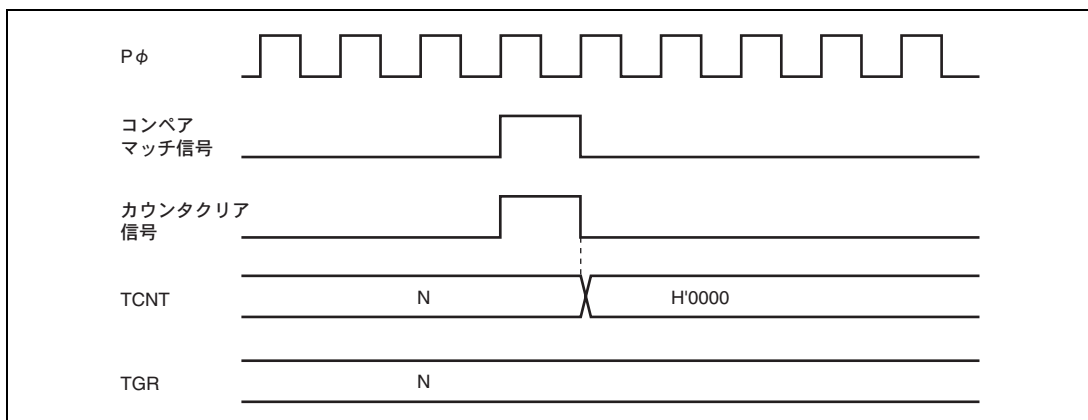 Pφ
コンペア
マッチ信号
カウンタクリア
信号
TCNT
N
H'0000
TGR
N